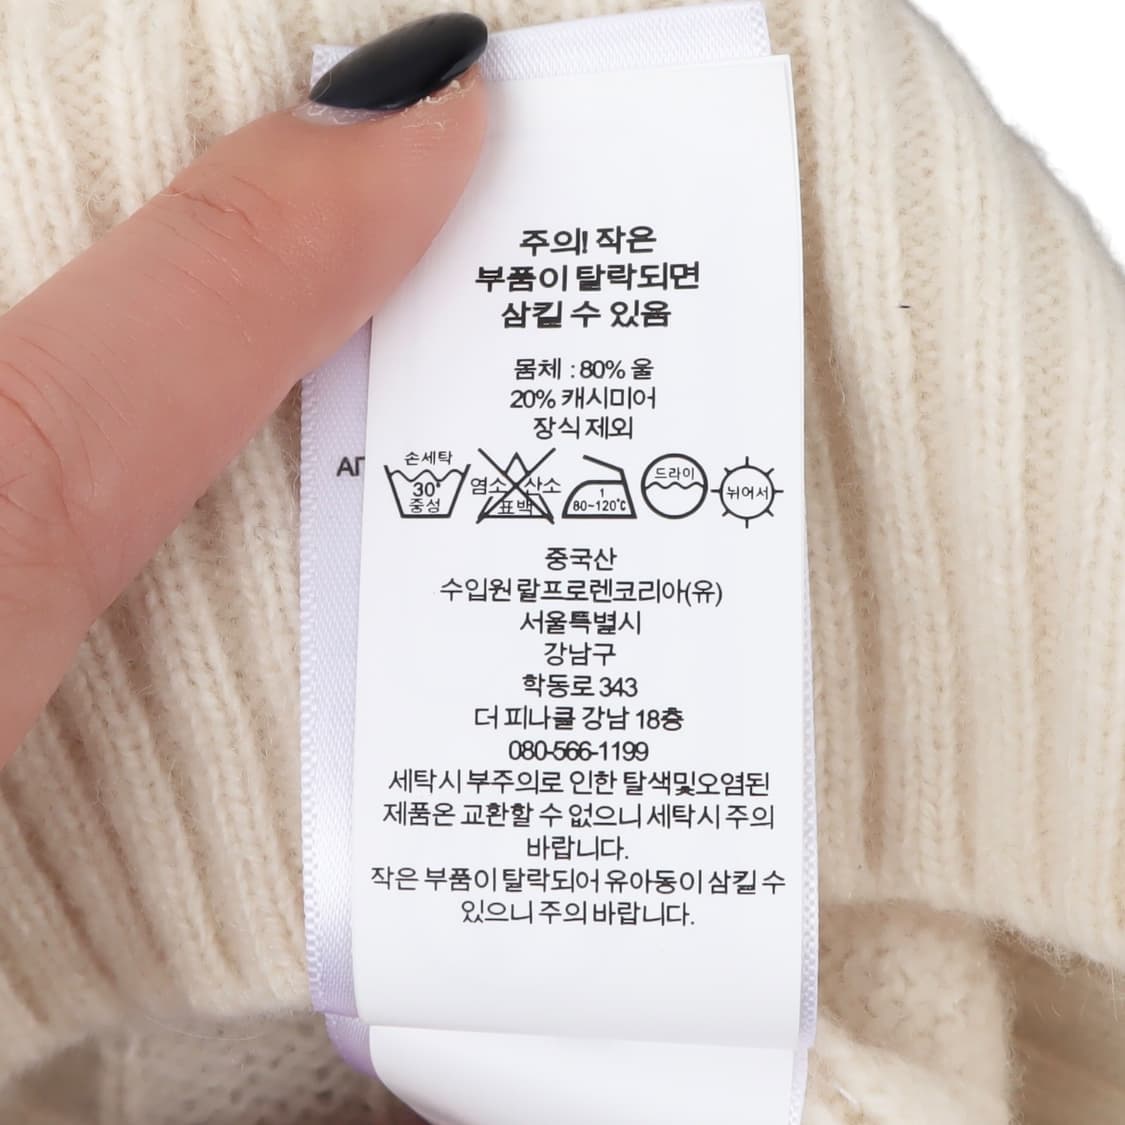 주의! 작은
부품이 탈락되면
삼킬 수 있음
몸체 : 80% 울
20% 캐시미어
장식 제외
손세탁
30°
중성
염소 산소
표백
1
80~120°C
드라이
뉘어서
중국산
수입원 랄프로렌코리아(유)
서울특별시
강남구
학동로 343
더 피나클 강남 18층
080-566-1199
세탁시 부주의로 인한 탈색및오염된
제품은 교환할 수 없으니 세탁시 주의
바랍니다.
작은 부품이 탈락되어 유아동이 삼킬 수
있으니 주의 바랍니다.